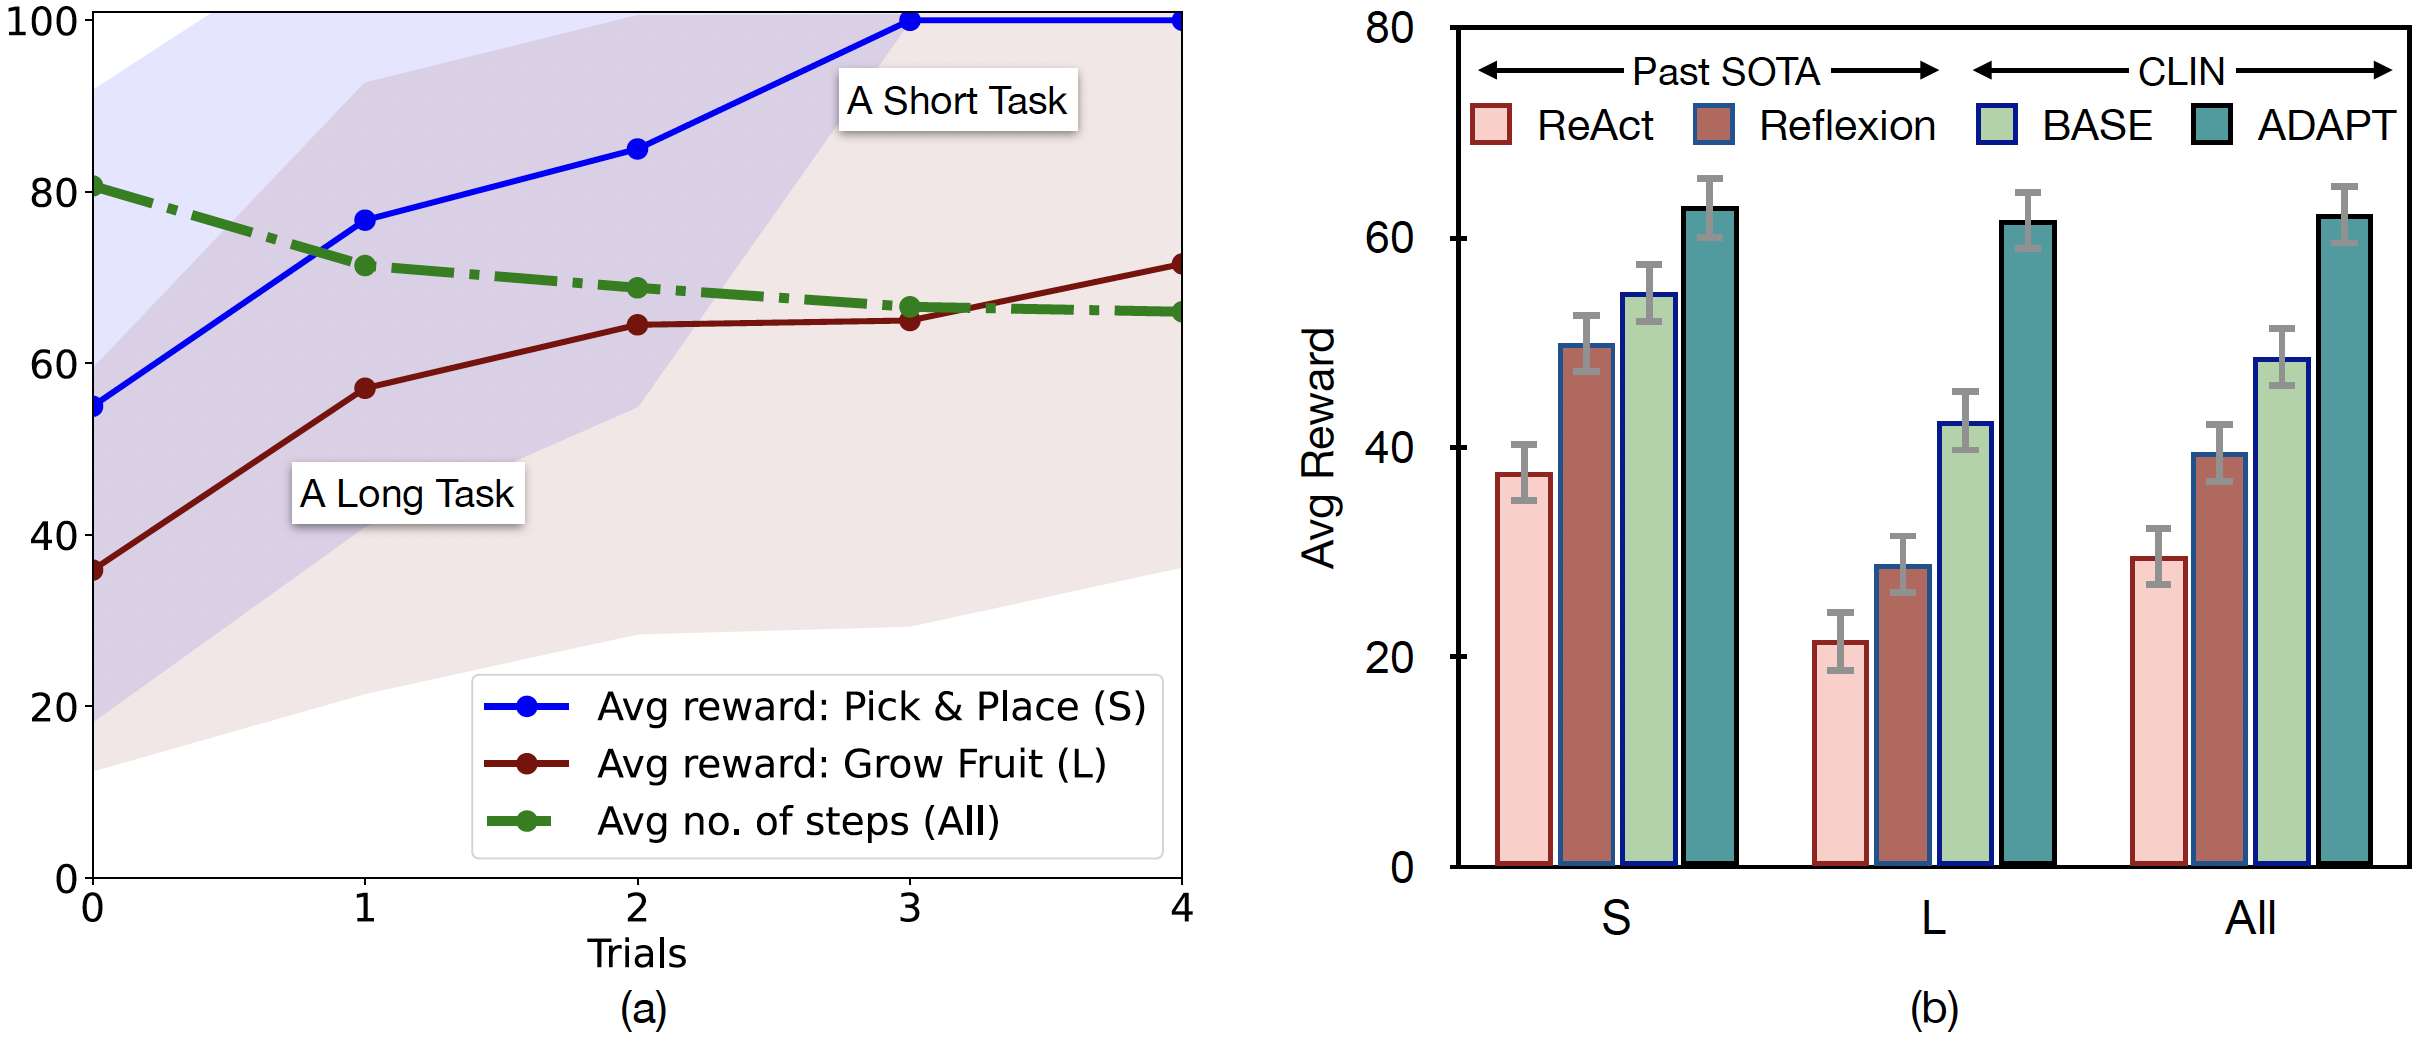 100
80
60
40
20
0
0 1 2 3 4
Trials
(a)
A Short Task
A Long Task
Avg reward: Pick & Place (S)
Avg reward: Grow Fruit (L)
Avg no. of steps (All)
80
60
40
20
0
Avg Reward
Past SOTA CLIN
ReAct Reflexion BASE ADAPT
S L All
(b)